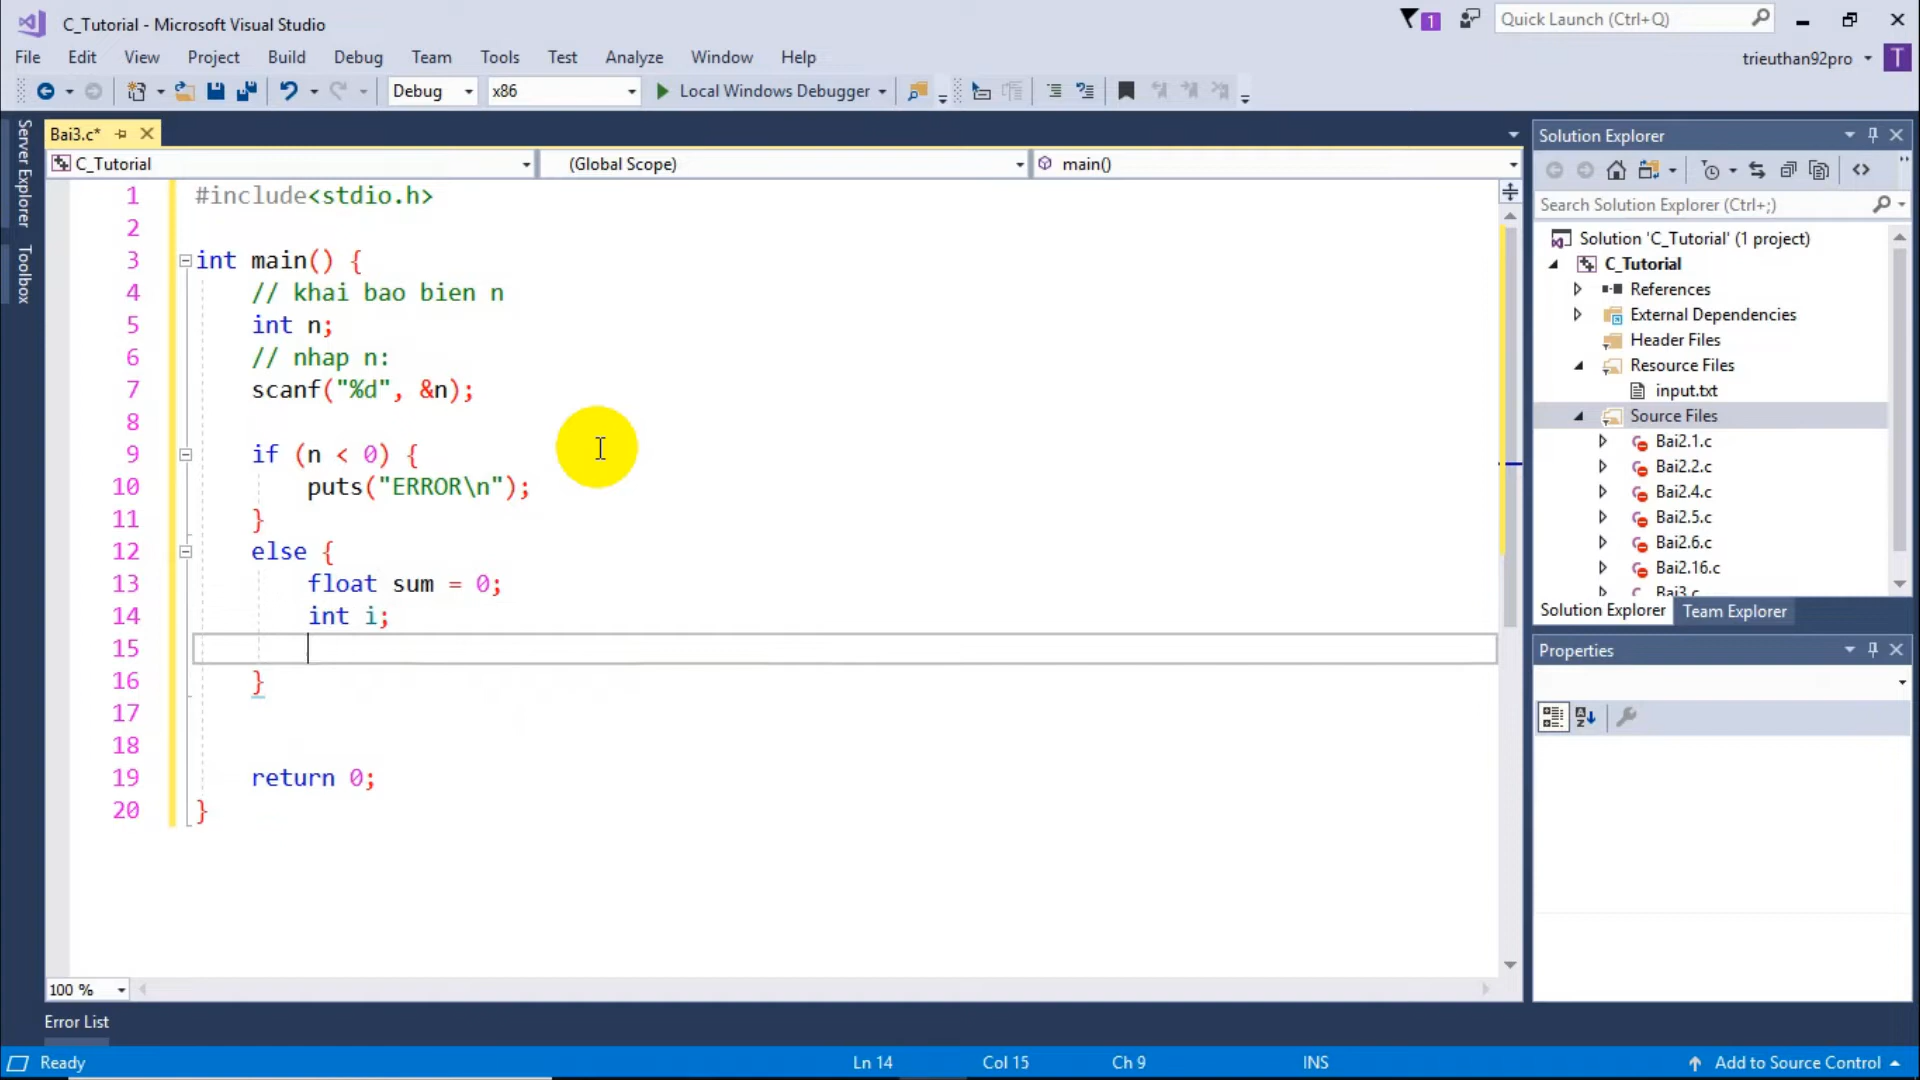 C_Tutorial - Microsoft Visual Studio
1
Quick Launch (Ctrl+Q)
File Edit View Project Build Debug Team Tools Test Analyze Window Help
trieuthan92pro
T
Debug x86 Local Windows Debugger
Server Explorer
Toolbox
Bai3.c*
C_Tutorial (Global Scope) main()
1 #include<stdio.h>
2
3 int main() {
4 // khai bao bien n
5 int n;
6 // nhap n:
7 scanf("%d", &n);
8
9 if (n < 0) {
10 puts("ERROR\n");
11 }
12 else {
13 float sum = 0;
14 int i;
15
16 }
17
18
19 return 0;
20 }
100 %
Solution Explorer
Search Solution Explorer (Ctrl+;)
Solution 'C_Tutorial' (1 project)
C_Tutorial
References
External Dependencies
Header Files
Resource Files
input.txt
Source Files
Bai2.1.c
Bai2.2.c
Bai2.4.c
Bai2.5.c
Bai2.6.c
Bai2.16.c
Bai3.c
Solution Explorer Team Explorer
Properties
Error List
Ready Ln 14 Col 15 Ch 9 INS Add to Source Control